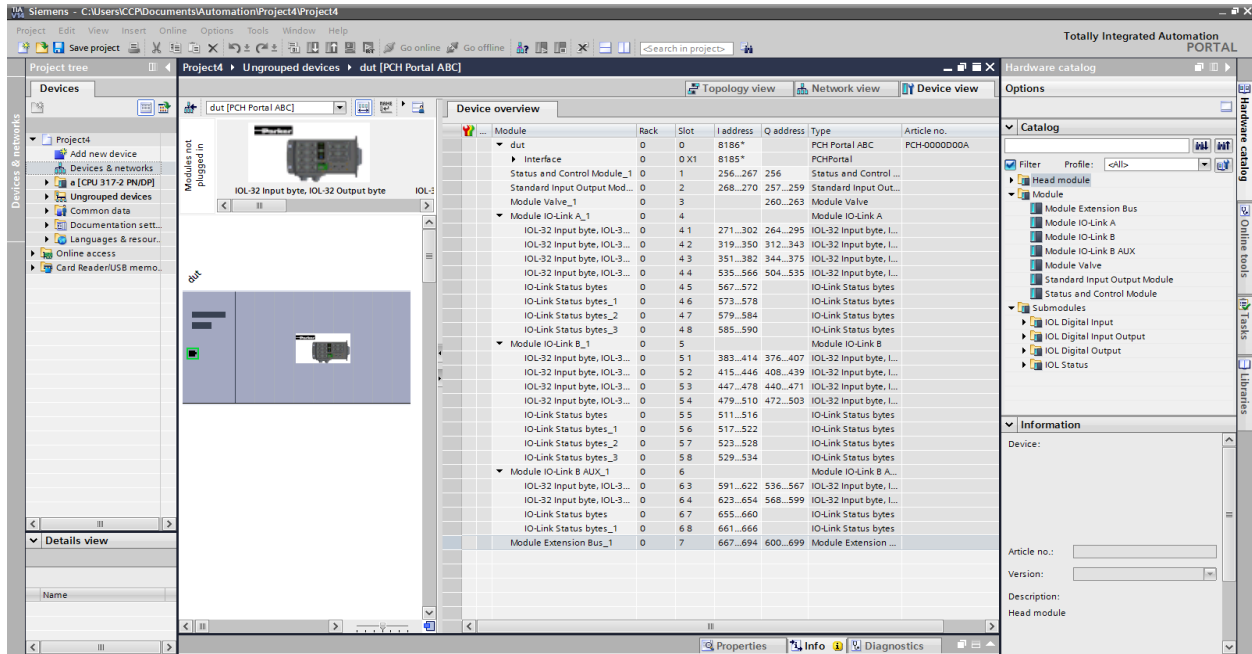 Siemens - C:\Users\CCP\Documents\Automation\Project4\Project4
Project Edit View Insert Online Options Tools Window Help
Totally Integrated Automation
PORTAL
Save project Go online Go offline <Search in project>
Project tree
Project4 Ungrouped devices dut [PCH Portal ABC]
Hardware catalog
Devices
Topology view Network view Device view
Options
dut [PCH Portal ABC]
Device overview
Modules not plugged in
Parker
IOL-32 Input byte, IOL-32 Output byte
dut
Module Rack Slot I address Q address Type Article no.
dut 0 0 8186* PCH Portal ABC PCH-0000D00A
Interface 0 0 X1 8185* PCHPortal
Status and Control Module_1 0 1 256...267 256 Status and Control ...
Standard Input Output Mod... 0 2 268...270 257...259 Standard Input Out...
Module Valve_1 0 3 260...263 Module Valve
Module IO-Link A_1 0 4 Module IO-Link A
IOL-32 Input byte, IOL-3... 0 4 1 271...302 264...295 IOL-32 Input byte, I...
IOL-32 Input byte, IOL-3... 0 4 2 319...350 312...343 IOL-32 Input byte, I...
IOL-32 Input byte, IOL-3... 0 4 3 351...382 344...375 IOL-32 Input byte, I...
IOL-32 Input byte, IOL-3... 0 4 4 535...566 504...535 IOL-32 Input byte, I...
IO-Link Status bytes 0 4 5 567...572 IO-Link Status bytes
IO-Link Status bytes_1 0 4 6 573...578 IO-Link Status bytes
IO-Link Status bytes_2 0 4 7 579...584 IO-Link Status bytes
IO-Link Status bytes_3 0 4 8 585...590 IO-Link Status bytes
Module IO-Link B_1 0 5 Module IO-Link B
IOL-32 Input byte, IOL-3... 0 5 1 383...414 376...407 IOL-32 Input byte, I...
IOL-32 Input byte, IOL-3... 0 5 2 415...446 408...439 IOL-32 Input byte, I...
IOL-32 Input byte, IOL-3... 0 5 3 447...478 440...471 IOL-32 Input byte, I...
IOL-32 Input byte, IOL-3... 0 5 4 479...510 472...503 IOL-32 Input byte, I...
IO-Link Status bytes 0 5 5 511...516 IO-Link Status bytes
IO-Link Status bytes_1 0 5 6 517...522 IO-Link Status bytes
IO-Link Status bytes_2 0 5 7 523...528 IO-Link Status bytes
IO-Link Status bytes_3 0 5 8 529...534 IO-Link Status bytes
Module IO-Link B AUX_1 0 6 Module IO-Link B A...
IOL-32 Input byte, IOL-3... 0 6 3 591...622 536...567 IOL-32 Input byte, I...
IOL-32 Input byte, IOL-3... 0 6 4 623...654 568...599 IOL-32 Input byte, I...
IO-Link Status bytes 0 6 7 655...660 IO-Link Status bytes
IO-Link Status bytes_1 0 6 8 661...666 IO-Link Status bytes
Module Extension Bus_1 0 7 667...694 600...699 Module Extension ...
Project4
Add new device
Devices & networks
a [CPU 317-2 PN/DP]
Ungrouped devices
Common data
Documentation sett...
Languages & resour...
Online access
Card Reader/USB memo...
Details view
Name
Devices & networks
Catalog
Filter Profile: <All>
Head module
Module
Module Extension Bus
Module IO-Link A
Module IO-Link B
Module IO-Link B AUX
Module Valve
Standard Input Output Module
Status and Control Module
Submodules
IOL Digital Input
IOL Digital Input Output
IOL Digital Output
IOL Status
Information
Device:
Article no.:
Version:
Description:
Head module
Hardware catalog
Online tools
Tasks
Libraries
Properties Info Diagnostics